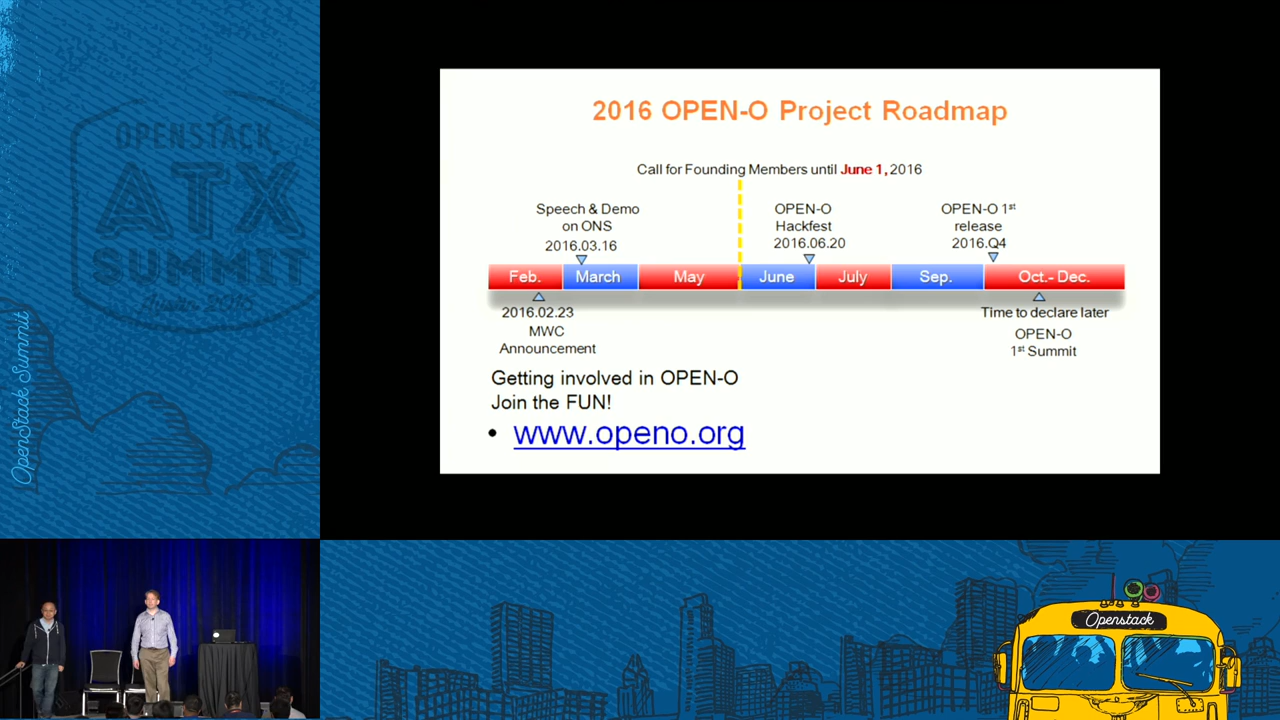 OPENSTACK
ATX
SUMMIT
OpenStack Summit
2016 OPEN-O Project Roadmap
Call for Founding Members until June 1, 2016
Speech & Demo
on ONS
2016.03.16
OPEN-O
Hackfest
2016.06.20
OPEN-O 1st
release
2016.Q4
Feb.
March
May
June
July
Sep.
Oct.- Dec.
2016.02.23
MWC
Announcement
Time to declare later
OPEN-O
1st Summit
Getting involved in OPEN-O
Join the FUN!
• www.openo.org
Openstack